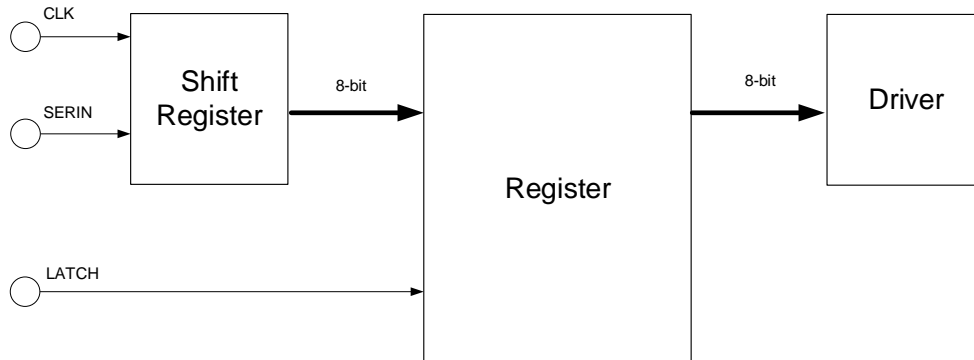 CLK
Shift
Register
8-bit
8-bit
Driver
SERIN
Register
LATCH